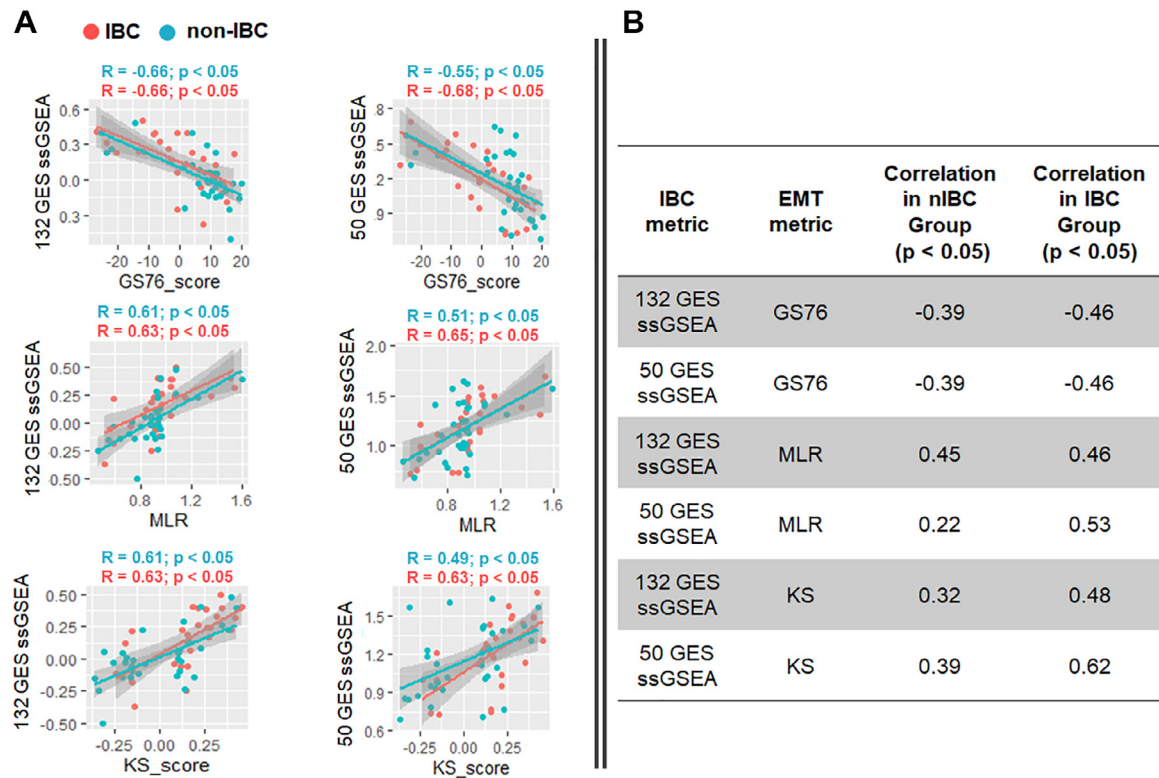 A
IBC non-IBC
R = -0.66; p < 0.05
R = -0.66; p < 0.05
132 GES ssGSEA
0.6
0.3
0.0
0.3
-20 -10 0 10 20
GS76_score
R = -0.55; p < 0.05
R = -0.68; p < 0.05
50 GES ssGSEA
.8
.5
.2
.9
-20 -10 0 10 20
GS76_score
R = 0.61; p < 0.05
R = 0.63; p < 0.05
132 GES ssGSEA
0.50
0.25
0.00
-0.25
-0.50
0.8 1.2 1.6
MLR
R = 0.51; p < 0.05
R = 0.65; p < 0.05
50 GES ssGSEA
2.0
1.5
1.0
0.8 1.2 1.6
MLR
R = 0.61; p < 0.05
R = 0.63; p < 0.05
132 GES ssGSEA
0.50
0.25
0.00
-0.25
-0.50
-0.25 0.00 0.25
KS_score
R = 0.49; p < 0.05
R = 0.63; p < 0.05
50 GES ssGSEA
1.5
1.2
0.9
0.6
-0.25 0.00 0.25
KS_score
B
IBC metric EMT metric Correlation in nIBC Group (p < 0.05) Correlation in IBC Group (p < 0.05)
132 GES ssGSEA GS76 -0.39 -0.46
50 GES ssGSEA GS76 -0.39 -0.46
132 GES ssGSEA MLR 0.45 0.46
50 GES ssGSEA MLR 0.22 0.53
132 GES ssGSEA KS 0.32 0.48
50 GES ssGSEA KS 0.39 0.62